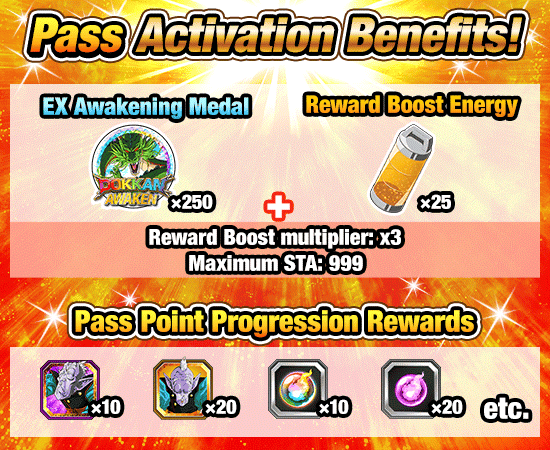 Pass Activation Benefits!
EX Awakening Medal
Reward Boost Energy
DOKKAN
AWAKEN
×250
+
×25
Reward Boost multiplier: x3
Maximum STA: 999
Pass Point Progression Rewards
×10
×20
×10
×20
etc.